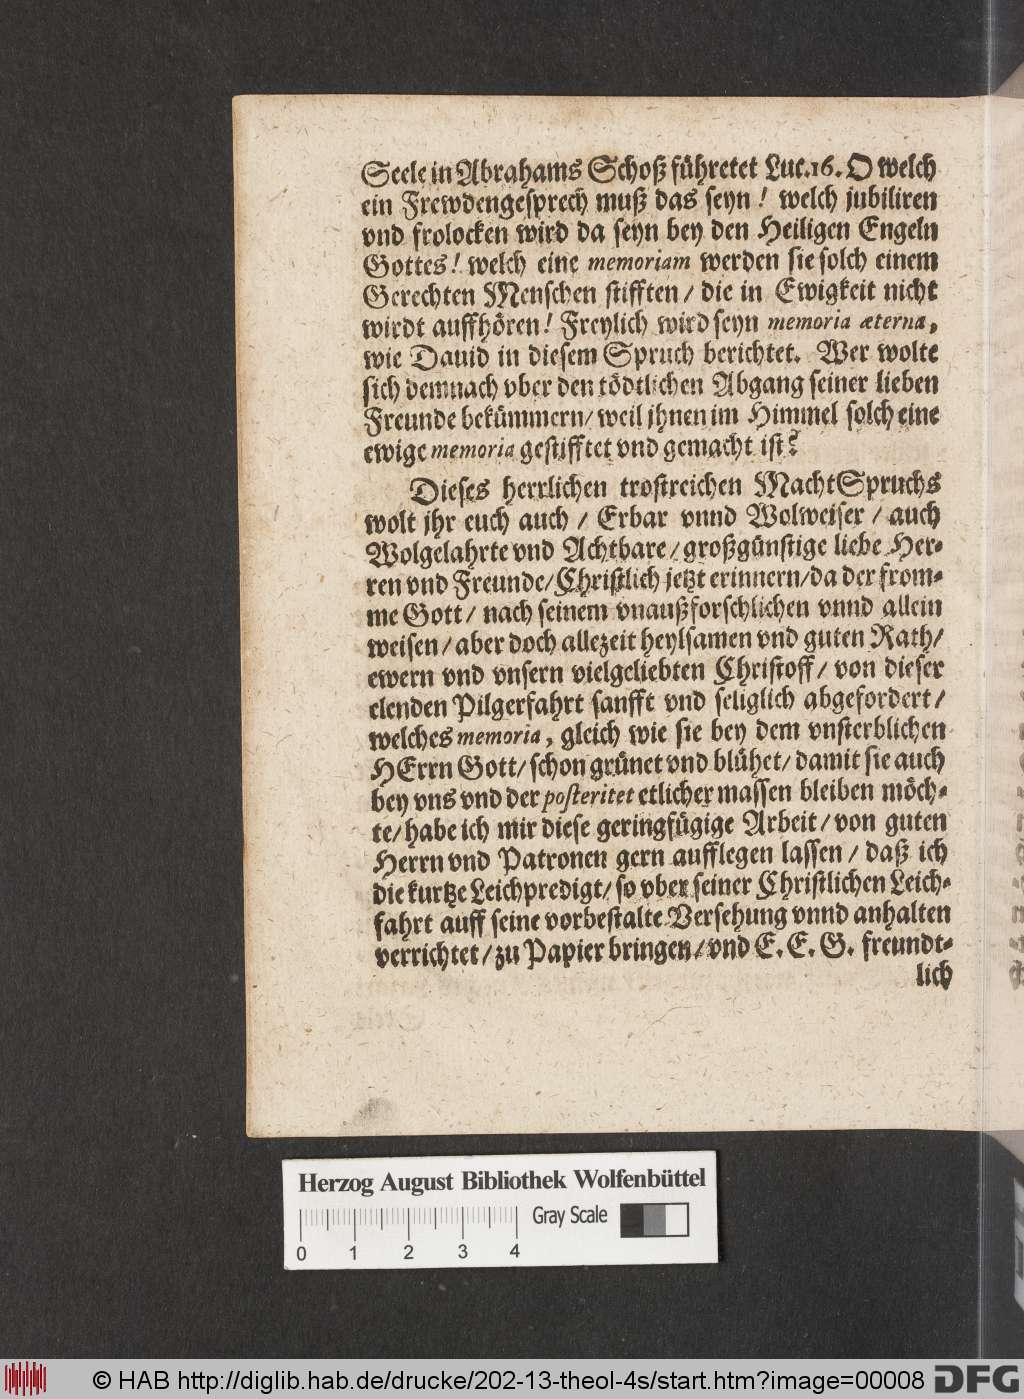 Seele in Abrahams Schoß führetet Luc.16. O welch
ein Frewdengesprech muß das seyn! welch jubiliren
vnd frolocken wird da seyn bey den Heiligen Engeln
Gottes! welch eine memoriam werden sie solch einem
Gerechten Menschen stifften/ die in Ewigkeit nicht
wirdt auffhören! Freylich wird seyn memoria æterna,
wie Dauid in diesem Spruch berichtet. Wer wolte
sich demnach vber den tödtlichen Abgang seiner lieben
Freunde bekümmern/ weil jhnen im Himmel solch eine
ewige memoria gestifftet vnd gemacht ist?
Dieses herrlichen trostreichen MachtSpruchs
wolt jhr euch auch / Erbar vnnd Wolweiser / auch
Wolgelahrte vnd Achtbare/ großgünstige liebe Her-
ren vnd Freunde/ Christlich jetzt erinnern/ da der from-
me Gott/ nach seinem vnaußforschlichen vnnd allein
weisen/ aber doch allezeit heylsamen vnd guten Rath/
ewern vnd vnsern vielgeliebten Christoff/ von dieser
elenden Pilgerfahrt sanfft vnd seliglich abgefordert/
welches memoria, gleich wie sie bey dem vnsterblichen
HErrn Gott/ schon grünet vnd blühet/ damit sie auch
bey vns vnd der posteritet etlicher massen bleiben möch-
te/ habe ich mir diese geringfügige Arbeit/ von guten
Herrn vnd Patronen gern aufflegen lassen / daß ich
die kurtze Leichpredigt/ so vber seiner Christlichen Leich-
fahrt auff seine vorbestalte Versehung vnnd anhalten
verrichtet/ zu Papier bringen/ vnd E. E. G. freundt-
lich
Herzog August Bibliothek Wolfenbüttel
Gray Scale
0 1 2 3 4
© HAB http://diglib.hab.de/drucke/202-13-theol-4s/start.htm?image=00008
DFG